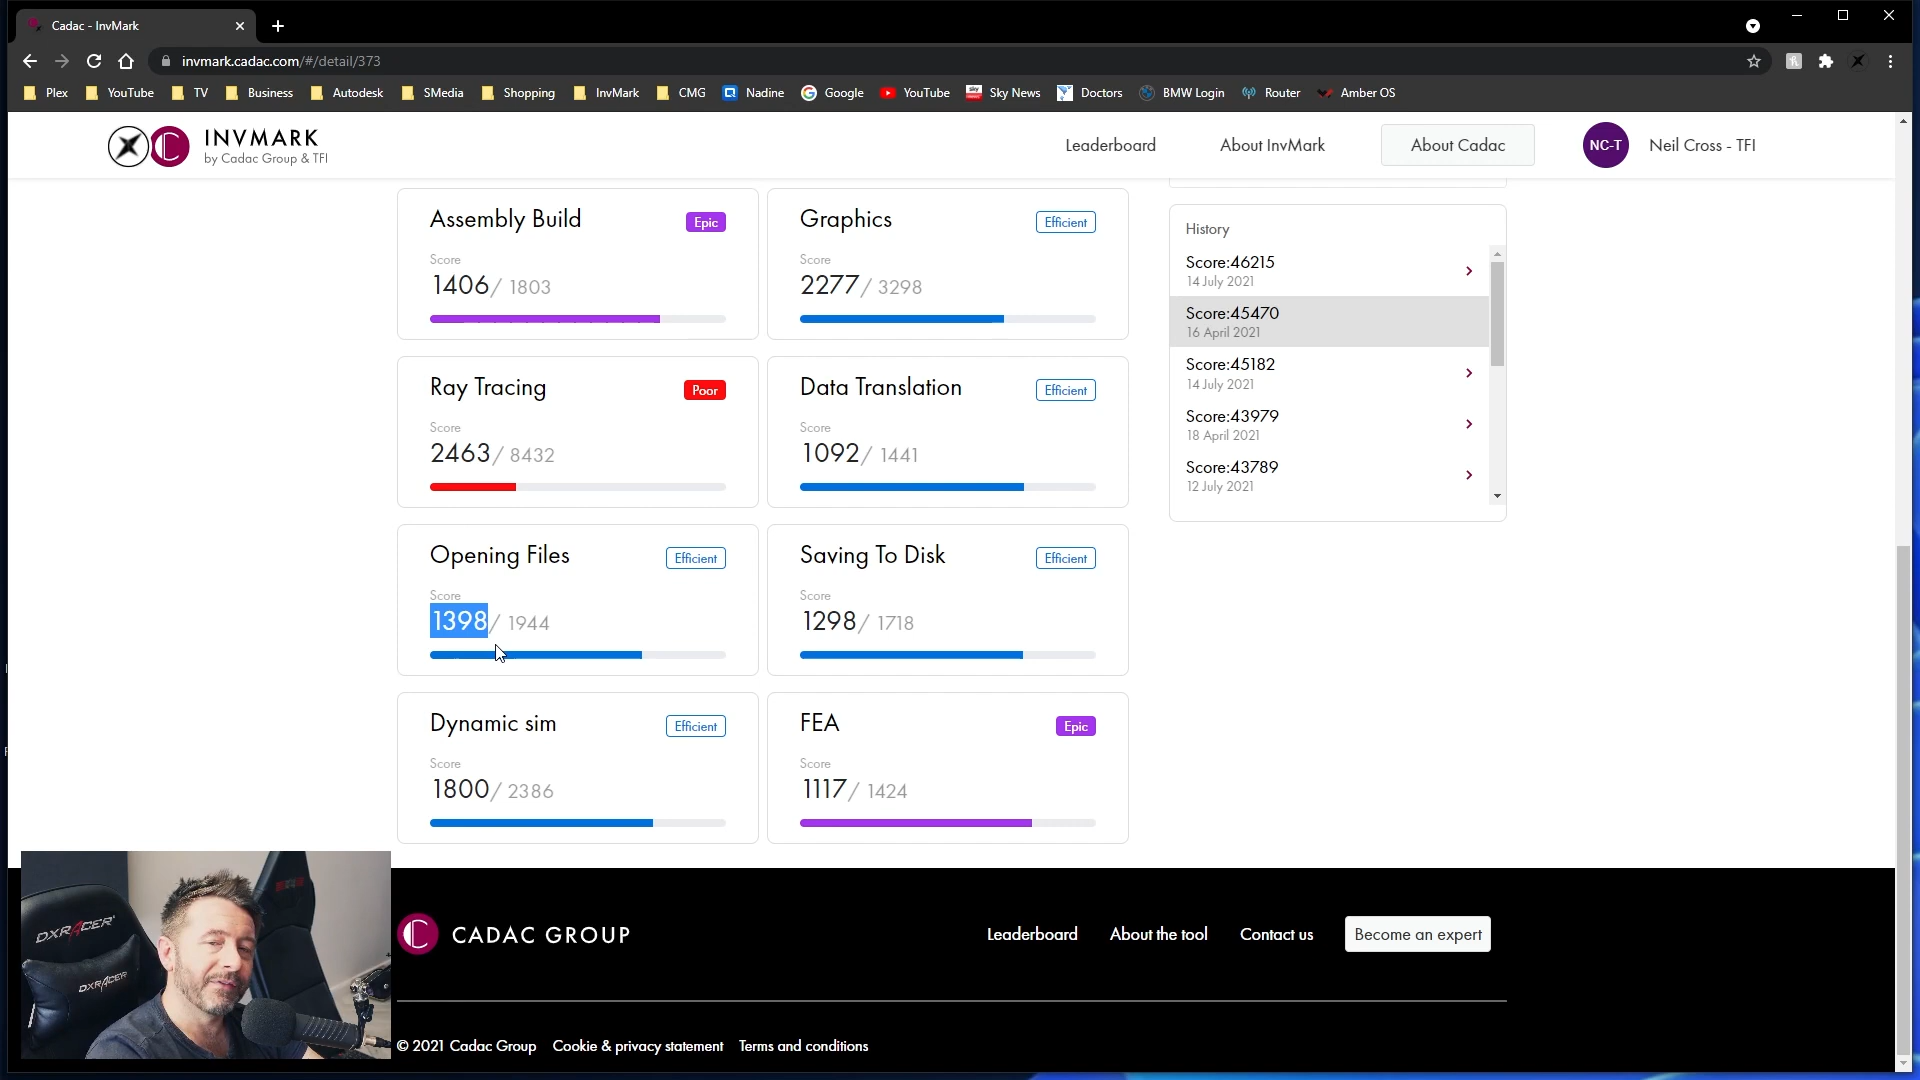 Cadac - InvMark
invmark.cadac.com/#/detail/373
Plex YouTube TV Business Autodesk SMedia Shopping InvMark CMG Nadine Google YouTube Sky News Doctors BMW Login Router Amber OS
INVMARK
by Cadac Group & TFI
Leaderboard About InvMark About Cadac NC-T Neil Cross - TFI
Assembly Build Epic
Score
1406/ 1803
Graphics Efficient
Score
2277/ 3298
Ray Tracing Poor
Score
2463/ 8432
Data Translation Efficient
Score
1092/ 1441
Opening Files Efficient
Score
1398/ 1944
Saving To Disk Efficient
Score
1298/ 1718
Dynamic sim Efficient
Score
1800/ 2386
FEA Epic
Score
1117/ 1424
History
Score:46215
14 July 2021
Score:45470
16 April 2021
Score:45182
14 July 2021
Score:43979
18 April 2021
Score:43789
12 July 2021
DXRACER
DXRACER
CADAC GROUP
Leaderboard About the tool Contact us Become an expert
© 2021 Cadac Group Cookie & privacy statement Terms and conditions